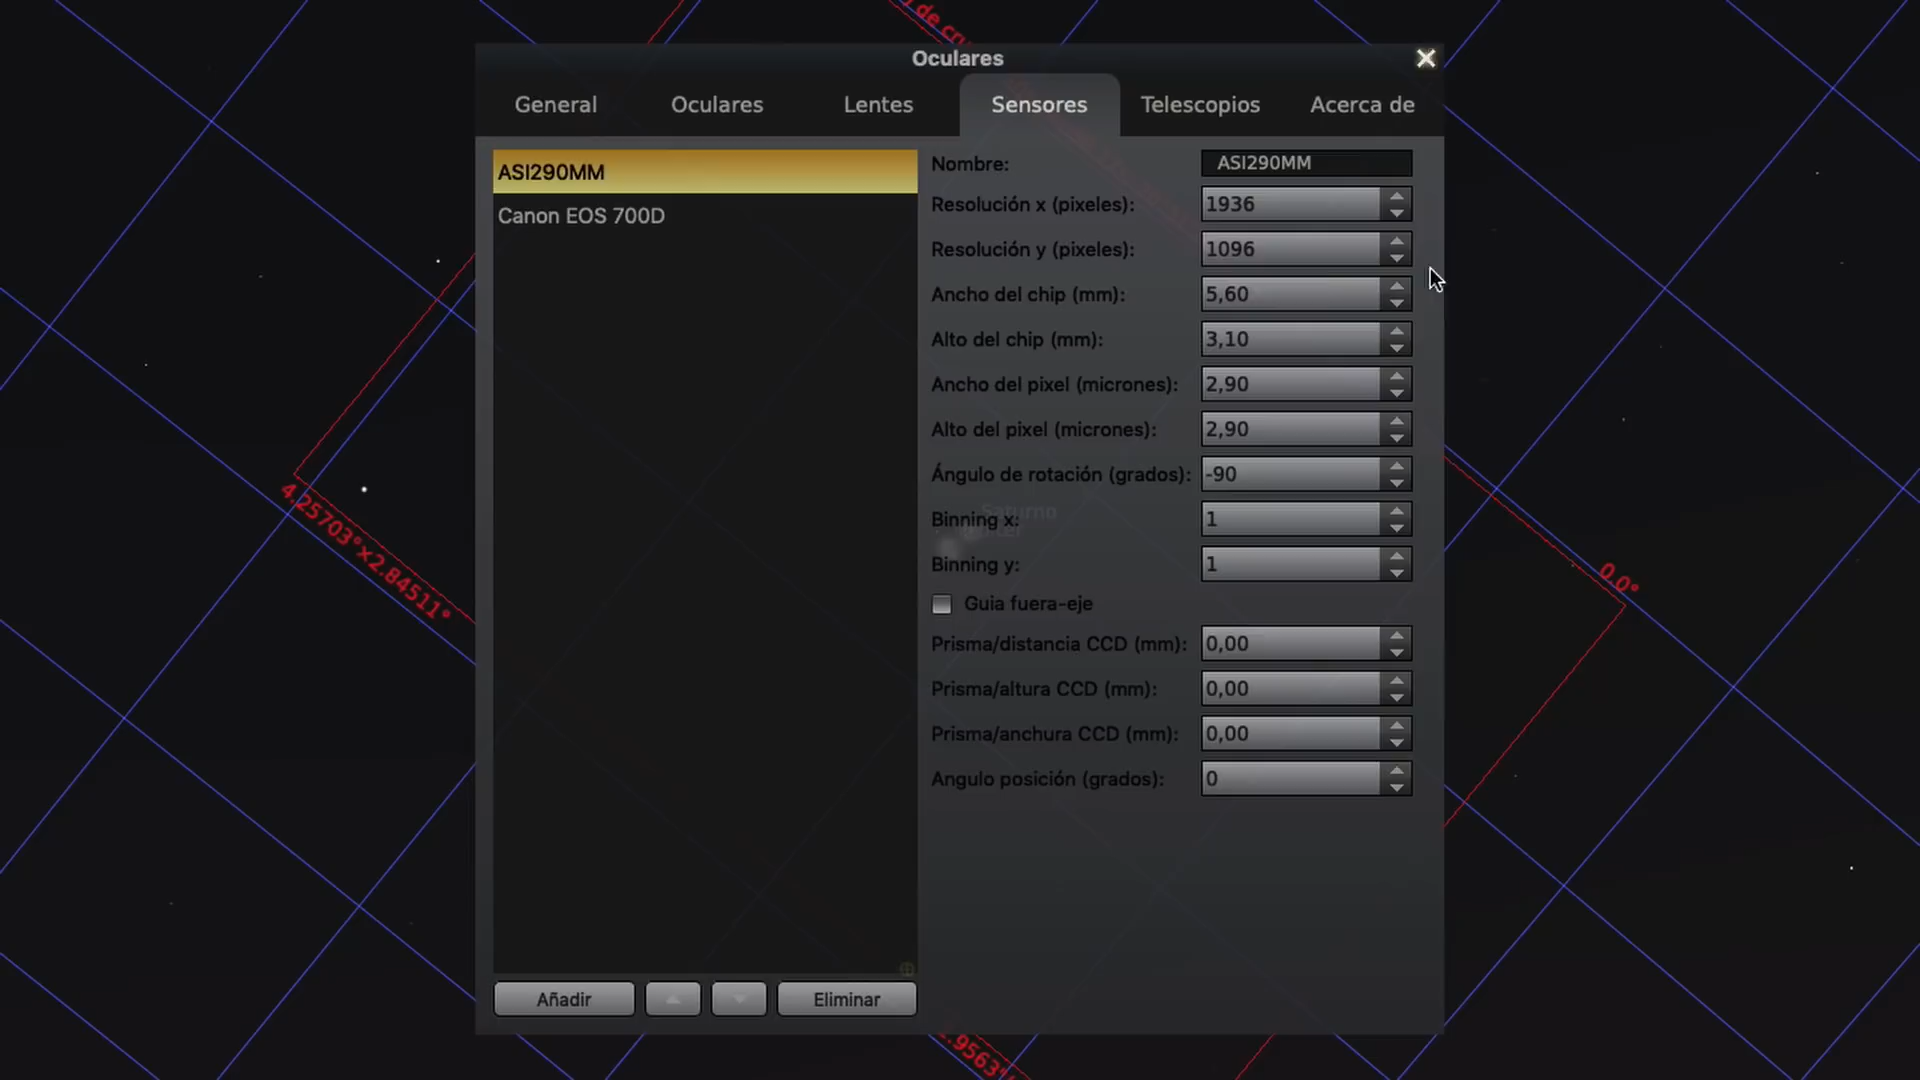 Oculares
General
Oculares
Lentes
Sensores
Telescopios
Acerca de
ASI290MM
Canon EOS 700D
Nombre: ASI290MM
Resolución x (pixeles): 1936
Resolución y (pixeles): 1096
Ancho del chip (mm): 5,60
Alto del chip (mm): 3,10
Ancho del pixel (micrones): 2,90
Alto del pixel (micrones): 2,90
Ángulo de rotación (grados): -90
Saturno
Binning x: 1
Binning y: 1
Guia fuera-eje
Prisma/distancia CCD (mm): 0,00
Prisma/altura CCD (mm): 0,00
Prisma/anchura CCD (mm): 0,00
Angulo posición (grados): 0
Añadir
Eliminar
4.25703°×2.84511°
0.0°